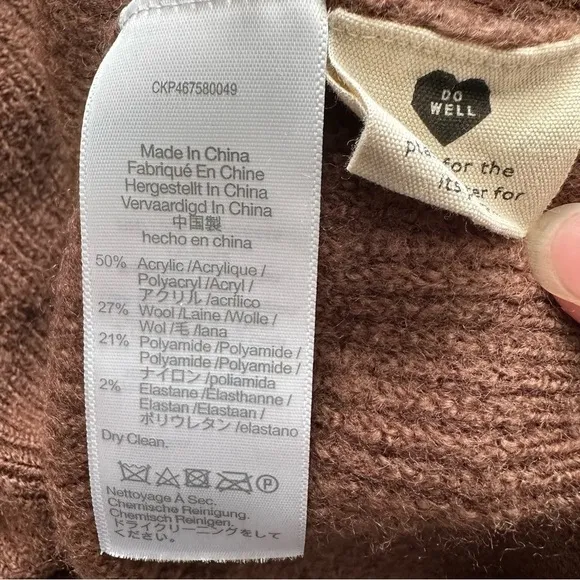 CKP467580049
Made In China
Fabriqué En Chine
Hergestellt In China
Vervaardigd In China
中国製
hecho en china
50% Acrylic /Acrylique /
Polyacryl /Acryl /
アクリル /acrílico
27% Wool /Laine /Wolle /
Wol /毛 /lana
21% Polyamide /Polyamide /
Polyamide /Polyamide /
ナイロン /poliamida
2% Elastane /Elasthanne /
Elastan /Elastaan /
ポリウレタン /elastano
Dry Clean.
P
Nettoyage À Sec.
Chemische Reinigung.
Chemisch Reinigen.
ドライクリーニングをして
ください。
DO
WELL
for the
for